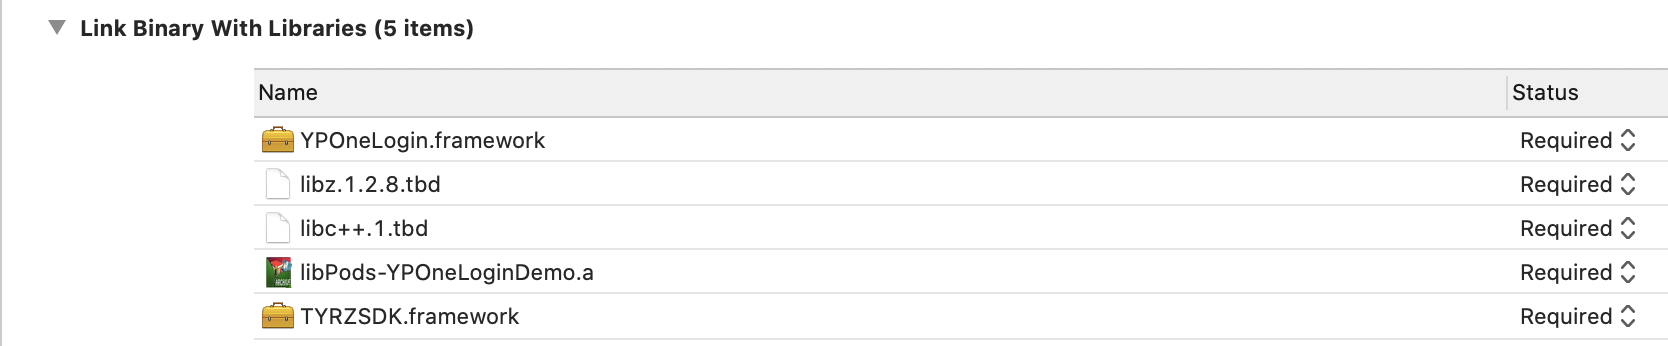 Link Binary With Libraries (5 items)
Name Status
YPOneLogin.framework Required
libz.1.2.8.tbd Required
libc++.1.tbd Required
libPods-YPOneLoginDemo.a Required
TYRZSDK.framework Required